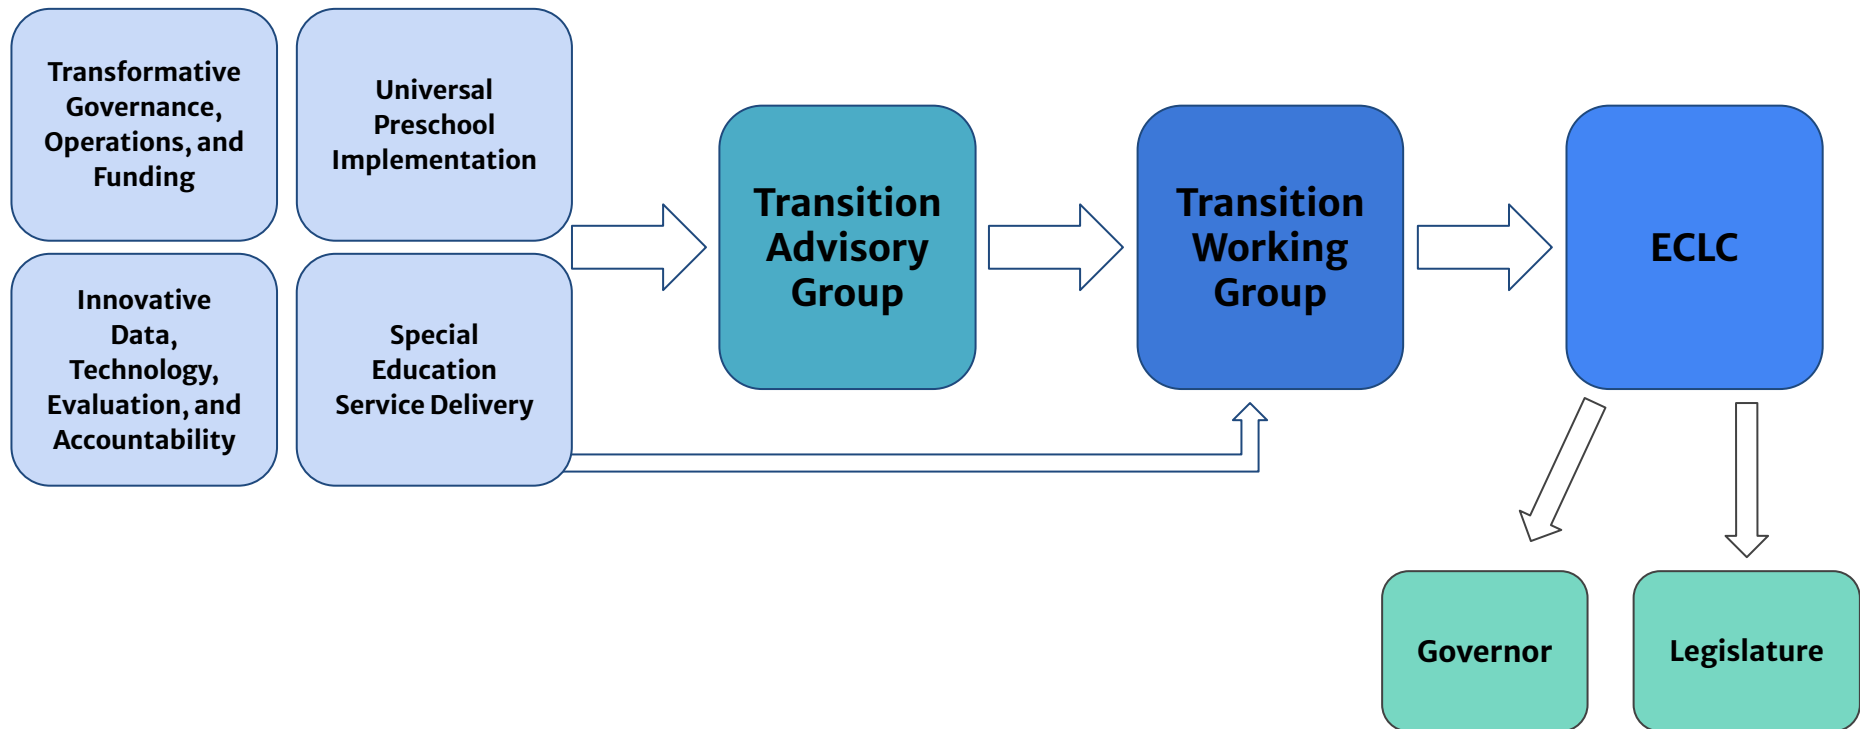 Transformative
Governance,
Operations, and
Funding
Universal
Preschool
Implementation
Innovative
Data,
Technology,
Evaluation, and
Accountability
Special
Education
Service Delivery
Transition
Advisory
Group
Transition
Working
Group
ECLC
Governor
Legislature